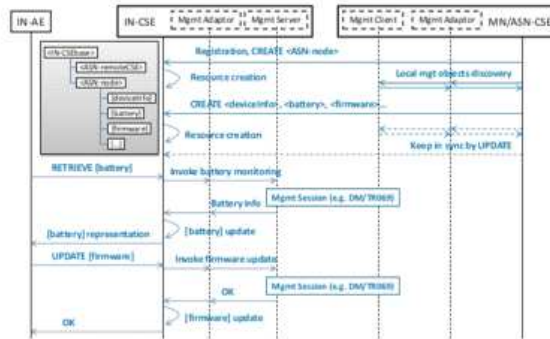 IN-AE
IN-CSE
Mgmt Adaptor
Mgmt Server
Mgmt Client
Mgmt Adaptor
MN/ASN-CSE
<IN-CSEbase>
<ASN-remoteCSE>
<ASN-node>
[deviceInfo]
[battery]
[firmware]
[...]
Registration, CREATE <ASN-node>
Resource creation
Local mgt objects discovery
CREATE <deviceInfo>, <battery>, <firmware>...
Resource creation
Keep in sync by UPDATE
RETRIEVE [battery]
Invoke battery monitoring
Mgmt Session (e.g. DM/TR069)
Battery Info
[battery] representation
[battery] update
UPDATE [firmware]
Invoke firmware update
Mgmt Session (e.g. DM/TR069)
OK
[firmware] update
OK